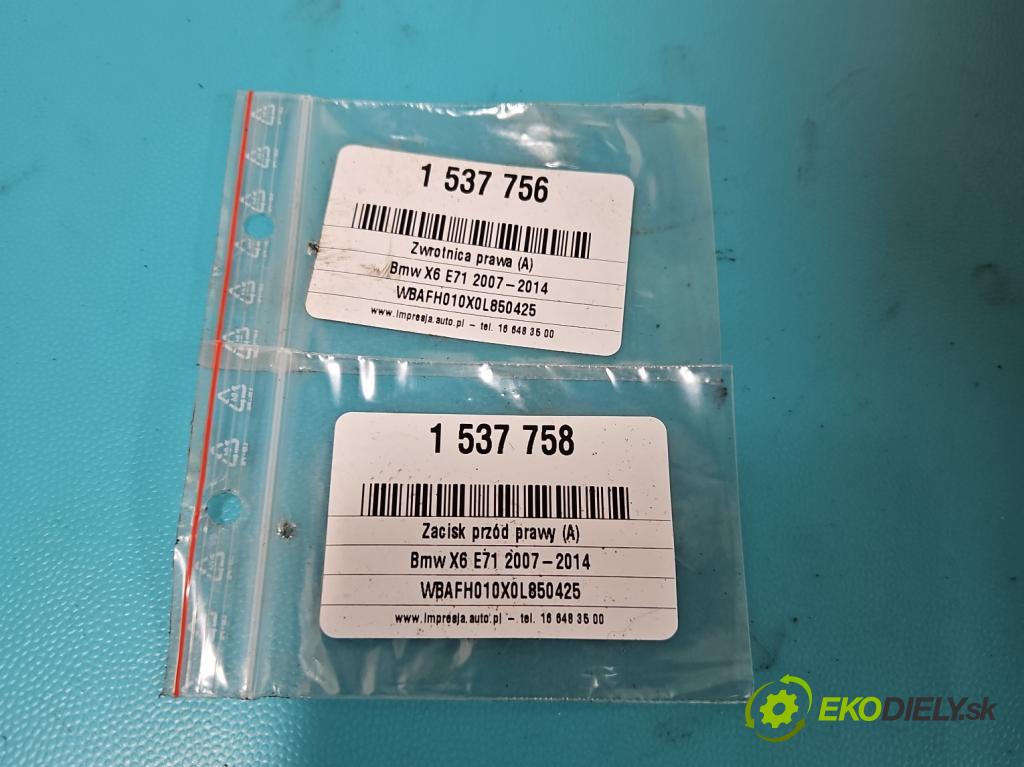 1 537 756
Zwrotnica prawa (A)
Bmw X6 E71 2007-2014
WBAFH010X0L850425
www.impresja.auto.pl - tel. 16 648 35 00
1 537 758
Zacisk przód prawy (A)
Bmw X6 E71 2007-2014
WBAFH010X0L850425
www.impresja.auto.pl - tel. 16 648 35 00
EKODIELY.sk